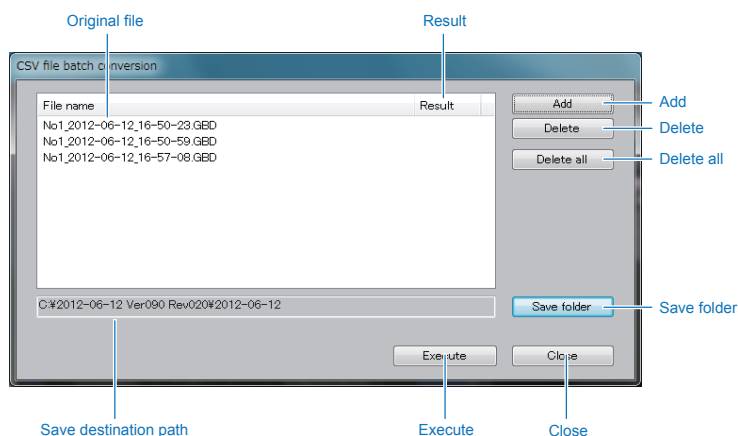 Original file Result
CSV file batch conversion
File name Result Add Add
No1_2012-06-12_16-50-23.GBD Delete Delete
No1_2012-06-12_16-50-59.GBD
No1_2012-06-12_16-57-08.GBD Delete all Delete all
C:¥2012-06-12 Ver090 Rev020¥2012-06-12 Save folder Save folder
Execute Close
Save destination path Execute Close